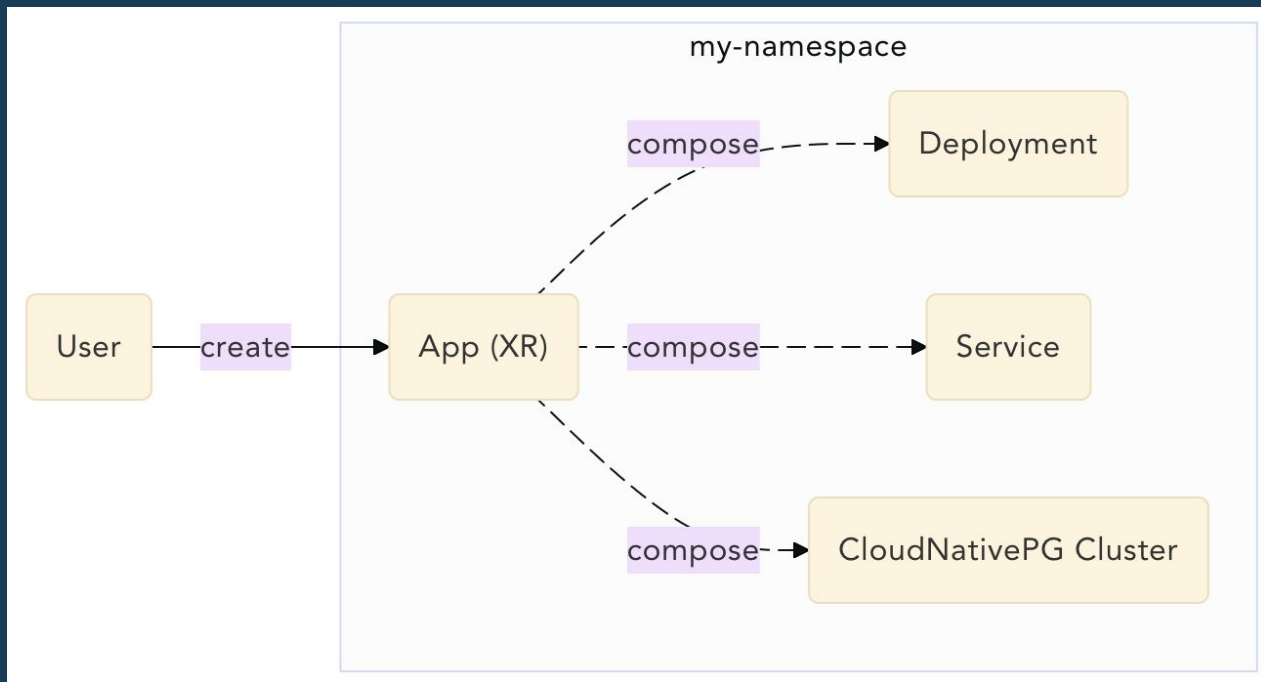 my-namespace
compose
Deployment
User
create
App (XR)
compose
Service
compose
CloudNativePG Cluster